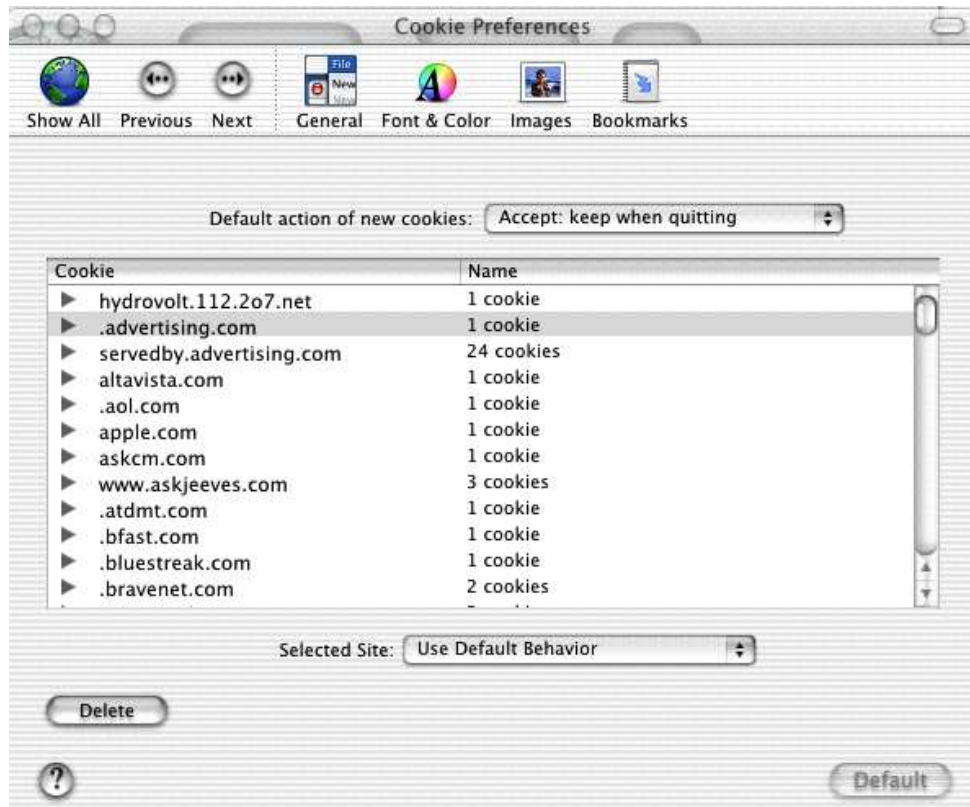 Cookie Preferences
File
New
New
Show All Previous Next General Font & Color Images Bookmarks
Default action of new cookies: Accept: keep when quitting
Cookie Name
hydrovolt.112.2o7.net 1 cookie
.advertising.com 1 cookie
servedby.advertising.com 24 cookies
altavista.com 1 cookie
.aol.com 1 cookie
apple.com 1 cookie
askcm.com 1 cookie
www.askjeeves.com 3 cookies
.atdmt.com 1 cookie
.bfast.com 1 cookie
.bluestreak.com 1 cookie
.bravenet.com 2 cookies
Selected Site: Use Default Behavior
Delete
? Default